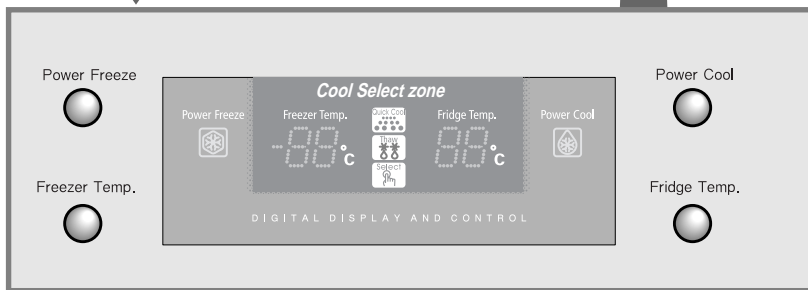 Power Freeze
Power Cool
Cool Select zone
Power Freeze
Freezer Temp.
Quick Cool
Fridge Temp.
Power Cool
-88°C
Thaw
88°C
Select
Freezer Temp.
Fridge Temp.
DIGITAL DISPLAY AND CONTROL